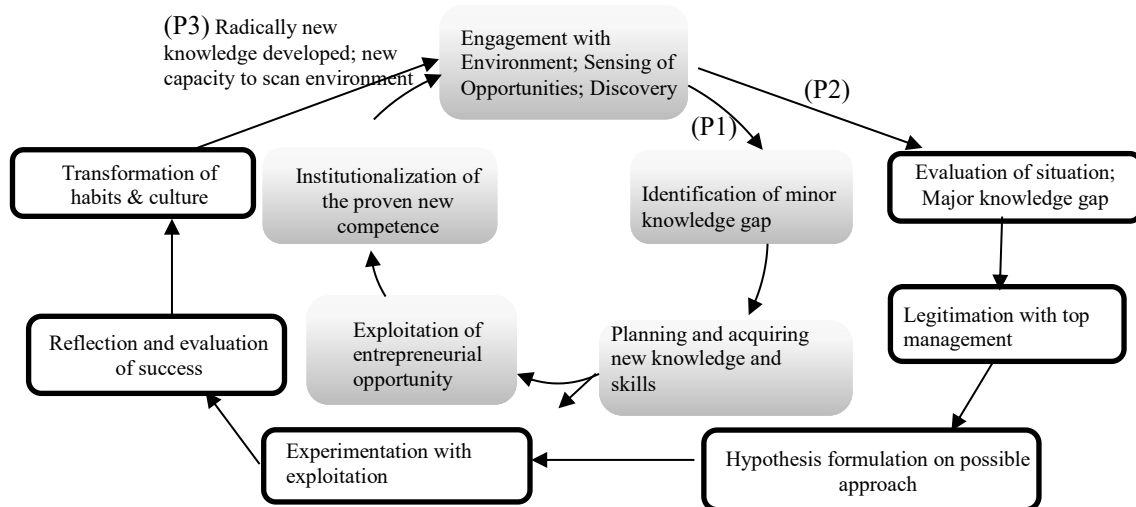 (P3) Radically new
knowledge developed; new
capacity to scan environment
Engagement with
Environment; Sensing of
Opportunities; Discovery
(P2)
(P1)
Transformation of
habits & culture
Institutionalization of
the proven new
competence
Identification of minor
knowledge gap
Evaluation of situation;
Major knowledge gap
Reflection and evaluation
of success
Exploitation of
entrepreneurial
opportunity
Planning and acquiring
new knowledge and
skills
Legitimation with top
management
Experimentation with
exploitation
Hypothesis formulation on possible
approach